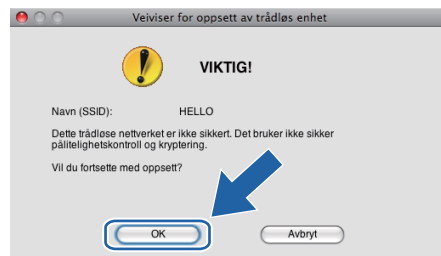 Veiviser for oppsett av trådløs enhet
VIKTIG!
Navn (SSID): HELLO
Dette trådløse nettverket er ikke sikkert. Det bruker ikke sikker
pålitelighetskontroll og kryptering.
Vil du fortsette med oppsett?
OK Avbryt